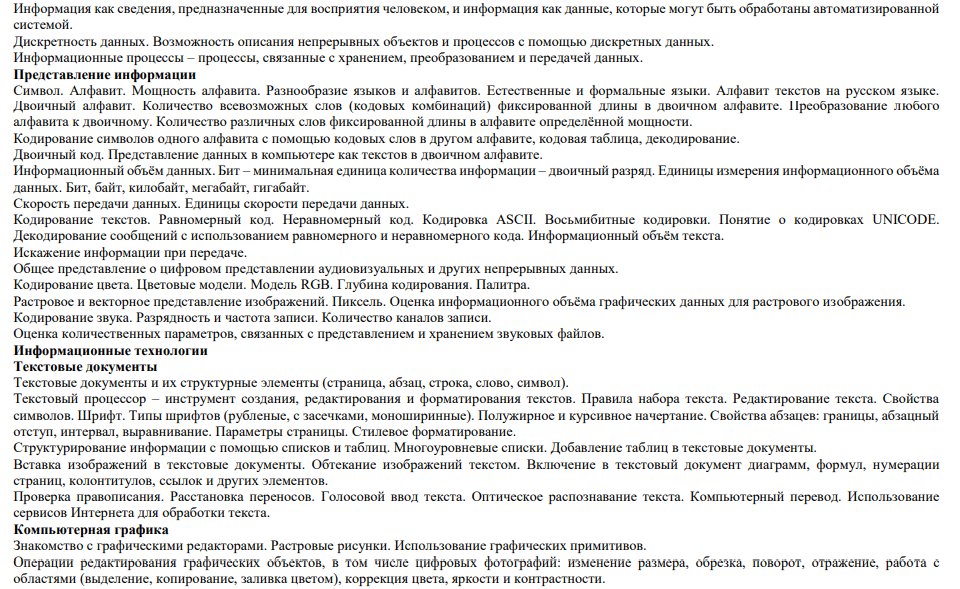 Информация как сведения, предназначенные для восприятия человеком, и информация как данные, которые могут быть обработаны автоматизированной
системой.
Дискретность данных. Возможность описания непрерывных объектов и процессов с помощью дискретных данных.
Информационные процессы – процессы, связанные с хранением, преобразованием и передачей данных.
Представление информации
Символ. Алфавит. Мощность алфавита. Разнообразие языков и алфавитов. Естественные и формальные языки. Алфавит текстов на русском языке.
Двоичный алфавит. Количество всевозможных слов (кодовых комбинаций) фиксированной длины в двоичном алфавите. Преобразование любого
алфавита к двоичному. Количество различных слов фиксированной длины в алфавите определённой мощности.
Кодирование символов одного алфавита с помощью кодовых слов в другом алфавите, кодовая таблица, декодирование.
Двоичный код. Представление данных в компьютере как текстов в двоичном алфавите.
Информационный объём данных. Бит – минимальная единица количества информации – двоичный разряд. Единицы измерения информационного объёма
данных. Бит, байт, килобайт, мегабайт, гигабайт.
Скорость передачи данных. Единицы скорости передачи данных.
Кодирование текстов. Равномерный код. Неравномерный код. Кодировка ASCII. Восьмибитные кодировки. Понятие о кодировках UNICODE.
Декодирование сообщений с использованием равномерного и неравномерного кода. Информационный объём текста.
Искажение информации при передаче.
Общее представление о цифровом представлении аудиовизуальных и других непрерывных данных.
Кодирование цвета. Цветовые модели. Модель RGB. Глубина кодирования. Палитра.
Растровое и векторное представление изображений. Пиксель. Оценка информационного объёма графических данных для растрового изображения.
Кодирование звука. Разрядность и частота записи. Количество каналов записи.
Оценка количественных параметров, связанных с представлением и хранением звуковых файлов.
Информационные технологии
Текстовые документы
Текстовые документы и их структурные элементы (страница, абзац, строка, слово, символ).
Текстовый процессор – инструмент создания, редактирования и форматирования текстов. Правила набора текста. Редактирование текста. Свойства
символов. Шрифт. Типы шрифтов (рубленые, с засечками, моноширинные). Полужирное и курсивное начертание. Свойства абзацев: границы, абзацный
отступ, интервал, выравнивание. Параметры страницы. Стилевое форматирование.
Структурирование информации с помощью списков и таблиц. Многоуровневые списки. Добавление таблиц в текстовые документы.
Вставка изображений в текстовые документы. Обтекание изображений текстом. Включение в текстовый документ диаграмм, формул, нумерации
страниц, колонтитулов, ссылок и других элементов.
Проверка правописания. Расстановка переносов. Голосовой ввод текста. Оптическое распознавание текста. Компьютерный перевод. Использование
сервисов Интернета для обработки текста.
Компьютерная графика
Знакомство с графическими редакторами. Растровые рисунки. Использование графических примитивов.
Операции редактирования графических объектов, в том числе цифровых фотографий: изменение размера, обрезка, поворот, отражение, работа с
областями (выделение, копирование, заливка цветом), коррекция цвета, яркости и контрастности.